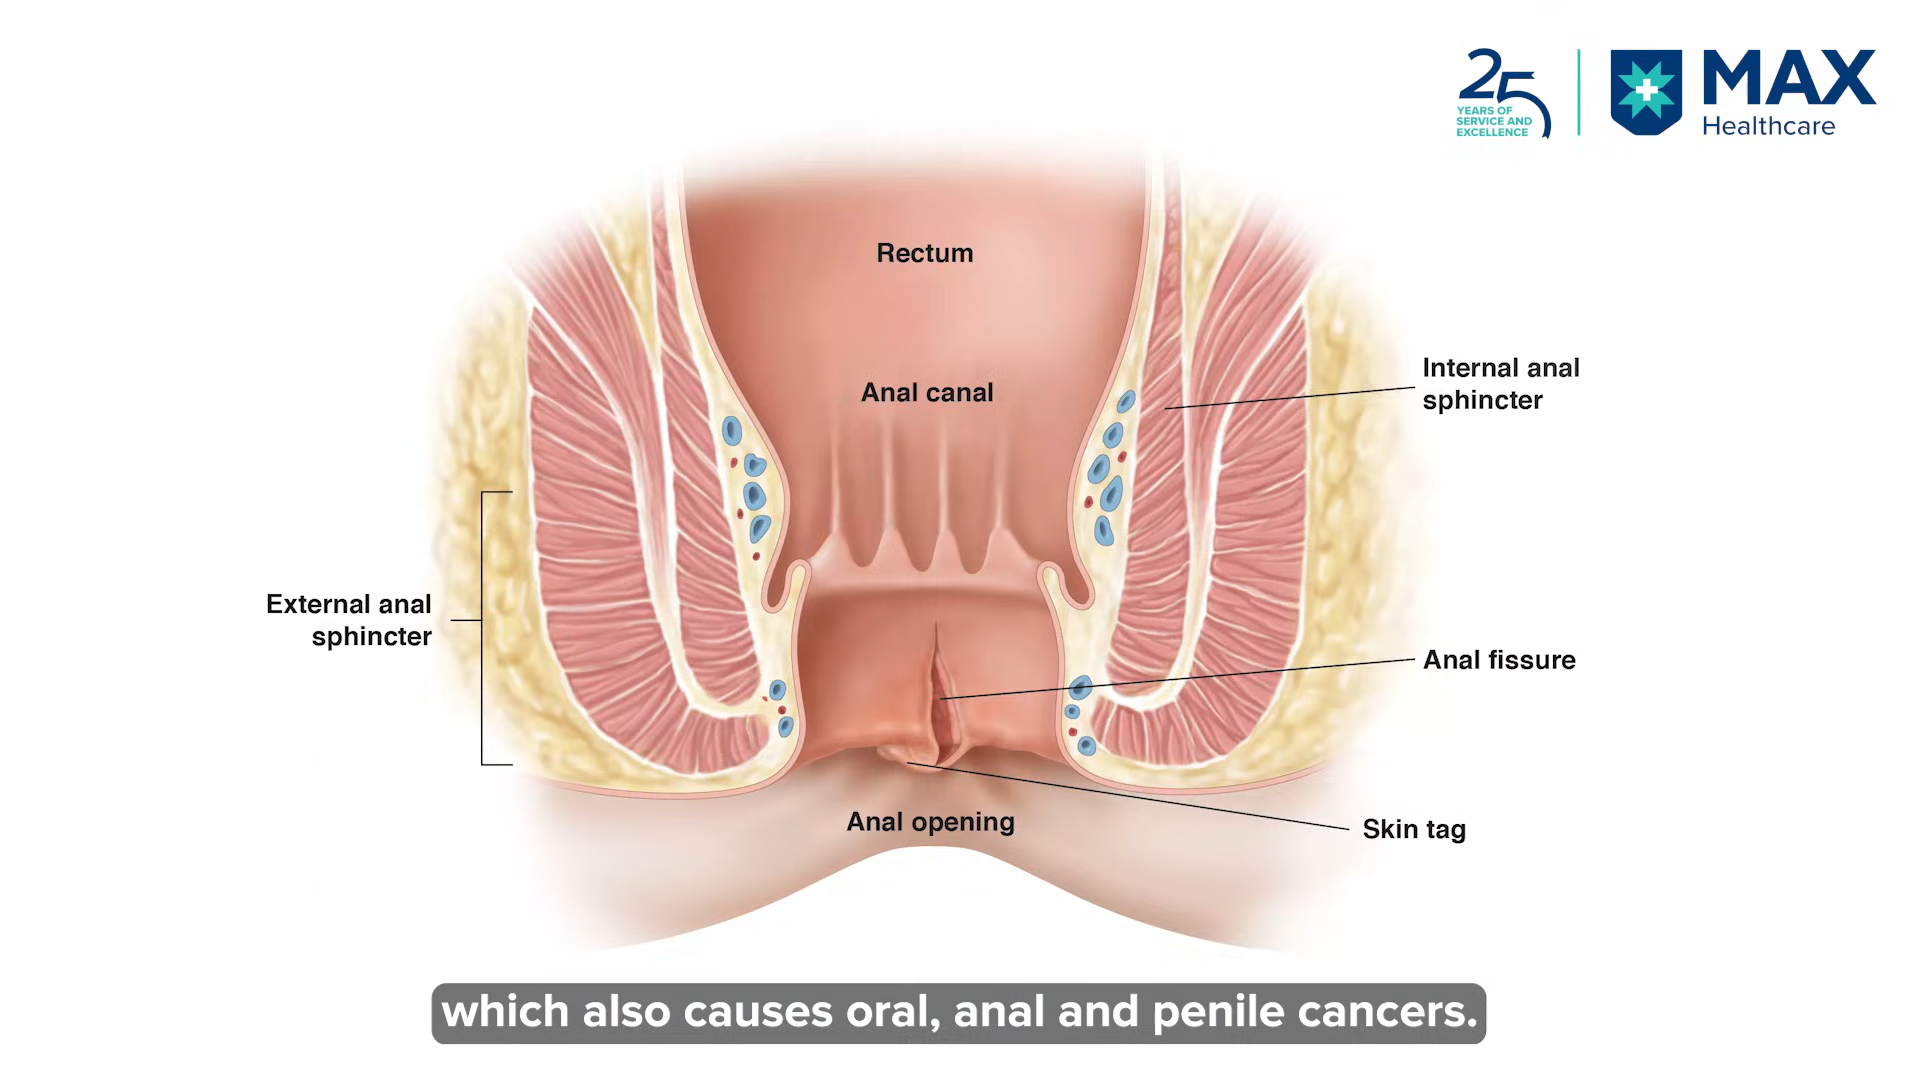 25
YEARS OF
SERVICE AND
EXCELLENCE
MAX
Healthcare
Rectum
Anal canal
Internal anal
sphincter
External anal
sphincter
Anal fissure
Anal opening
Skin tag
which also causes oral, anal and penile cancers.